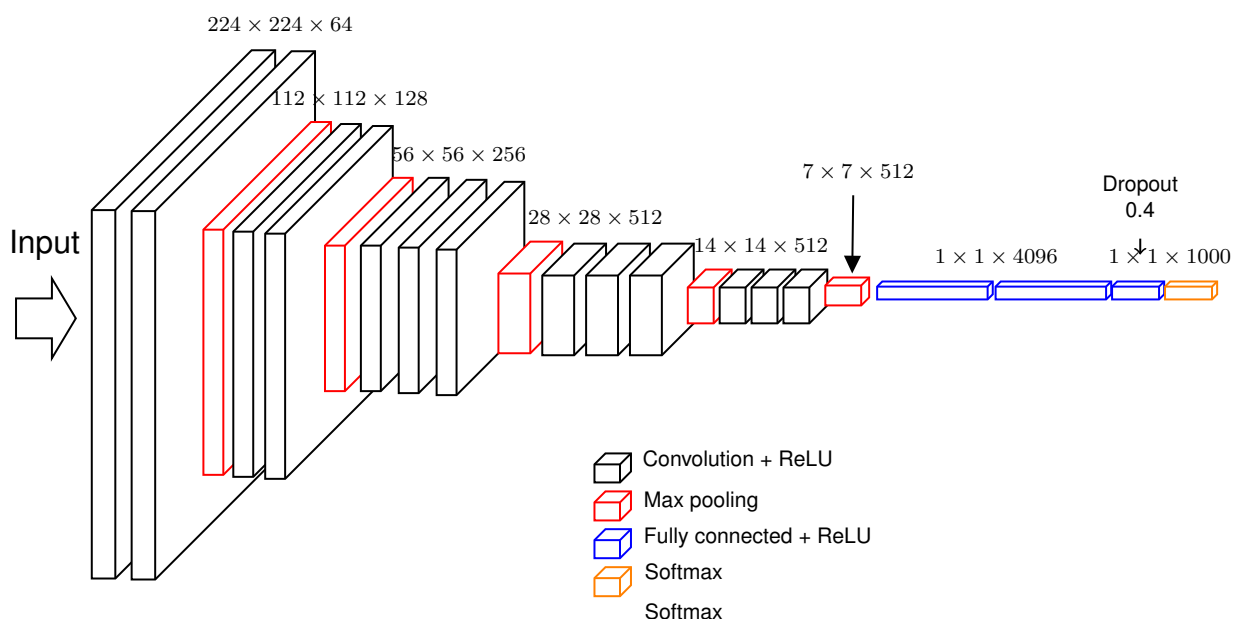 224 × 224 × 64
112 × 112 × 128
56 × 56 × 256
28 × 28 × 512
14 × 14 × 512
7 × 7 × 512
Dropout
0.4
1 × 1 × 4096
1 × 1 × 1000
Input
Convolution + ReLU
Max pooling
Fully connected + ReLU
Softmax
Softmax